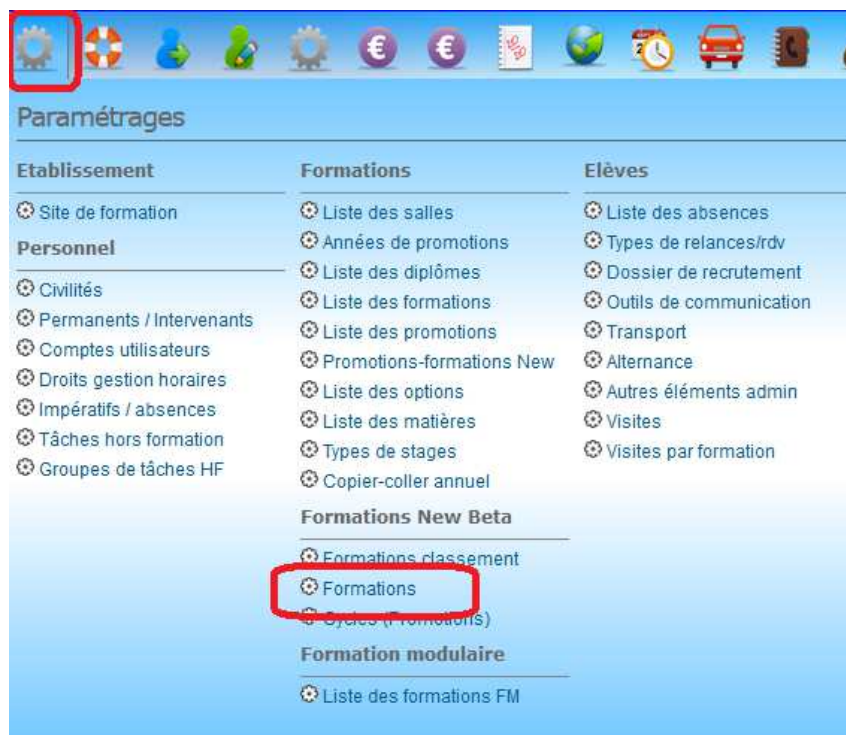 Paramétrages
Etablissement
Site de formation
Personnel
Civilités
Permanents / Intervenants
Comptes utilisateurs
Droits gestion horaires
Impératifs / absences
Tâches hors formation
Groupes de tâches HF
Formations
Liste des salles
Années de promotions
Liste des diplômes
Liste des formations
Liste des promotions
Promotions-formations New
Liste des options
Liste des matières
Types de stages
Copier-coller annuel
Formations New Beta
Formations classement
Formations
Cycles (Promotions)
Formation modulaire
Liste des formations FM
Elèves
Liste des absences
Types de relances/rdv
Dossier de recrutement
Outils de communication
Transport
Alternance
Autres éléments admin
Visites
Visites par formation